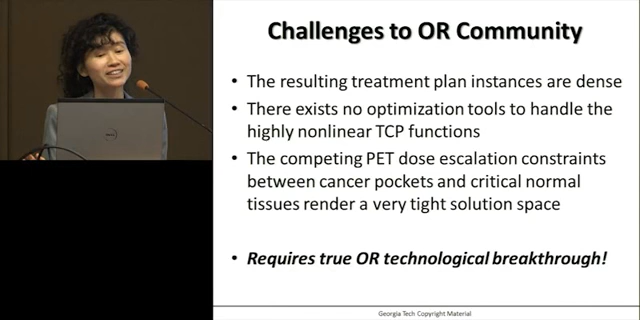 Challenges to OR Community
• The resulting treatment plan instances are dense
• There exists no optimization tools to handle the
highly nonlinear TCP functions
• The competing PET dose escalation constraints
between cancer pockets and critical normal
tissues render a very tight solution space
• Requires true OR technological breakthrough!
Georgia Tech Copyright Material
DELL